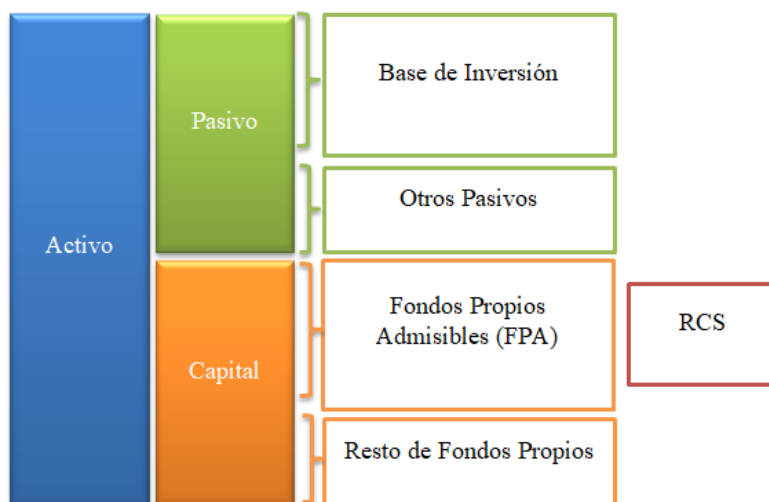 Activo
Pasivo
Base de Inversión
Otros Pasivos
Capital
Fondos Propios
Admisibles (FPA)
RCS
Resto de Fondos Propios